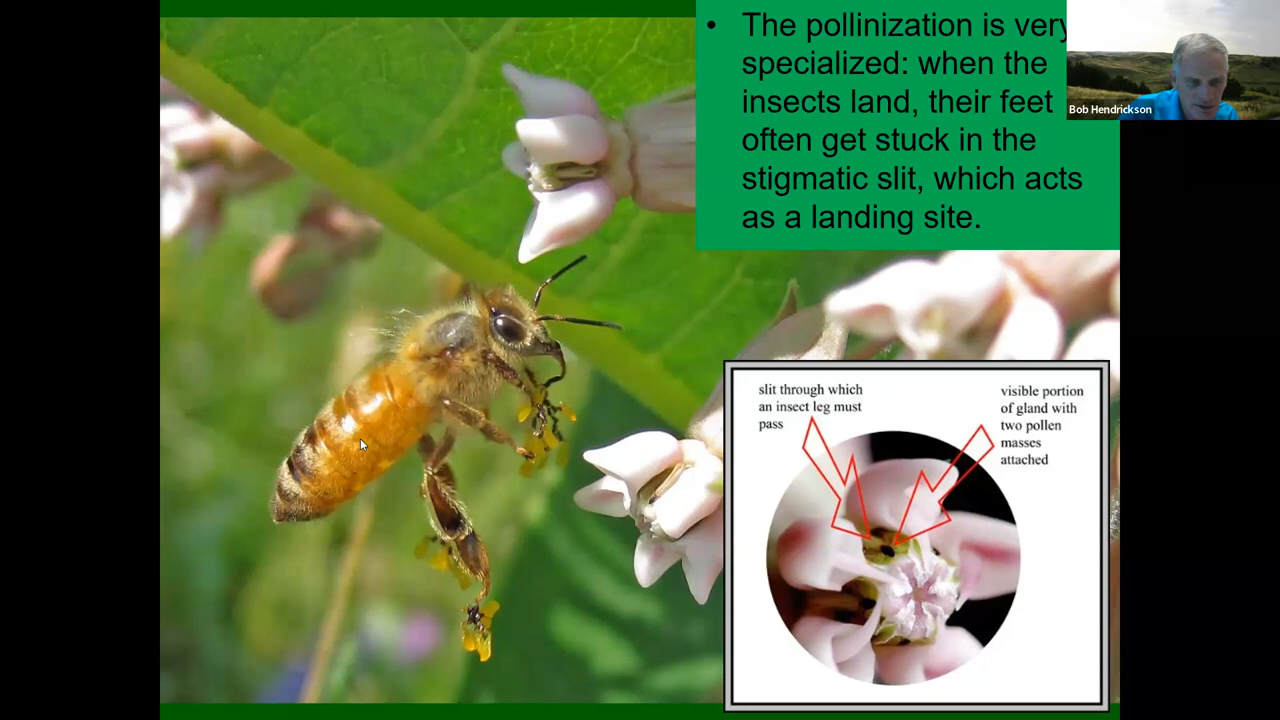 • The pollinization is very
specialized: when the
insects land, their feet
often get stuck in the
stigmatic slit, which acts
as a landing site.
Bob Hendrickson
slit through which
an insect leg must
pass
visible portion
of gland with
two pollen
masses
attached